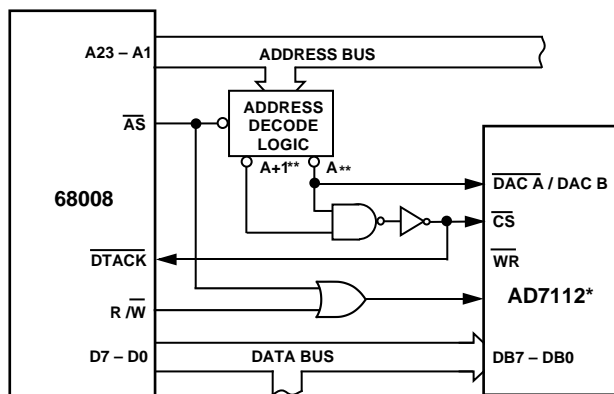 A23 – A1
ADDRESS BUS
AS
ADDRESS
DECODE
LOGIC
A+1**
A**
68008
DAC A / DAC B
CS
DTACK
WR
R/W
AD7112*
D7 – D0
DATA BUS
DB7 – DB0